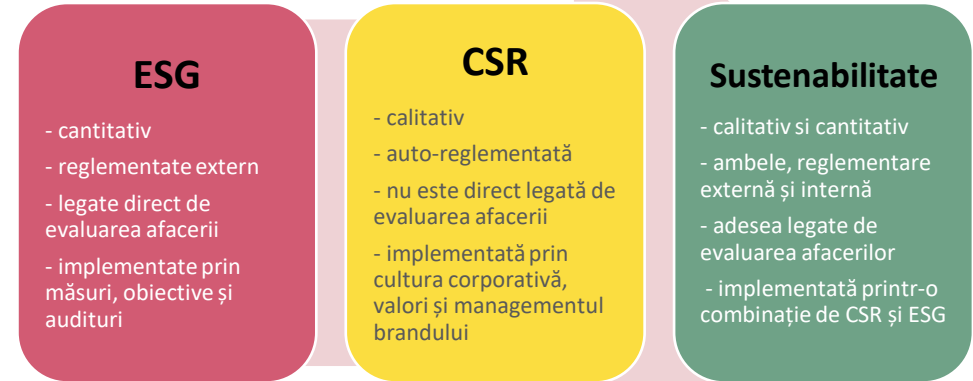 ESG
- cantitativ
- reglementate extern
- legate direct de
evaluarea afacerii
- implementate prin
măsuri, obiective și
audituri
CSR
- calitativ
- auto-reglementată
- nu este direct legată de
evaluarea afacerii
- implementată prin
cultura corporativă,
valori și managementul
brandului
Sustenabilitate
- calitativ si cantitativ
- ambele, reglementare
externă și internă
- adesea legate de
evaluarea afacerilor
- implementată printr-o
combinație de CSR și ESG